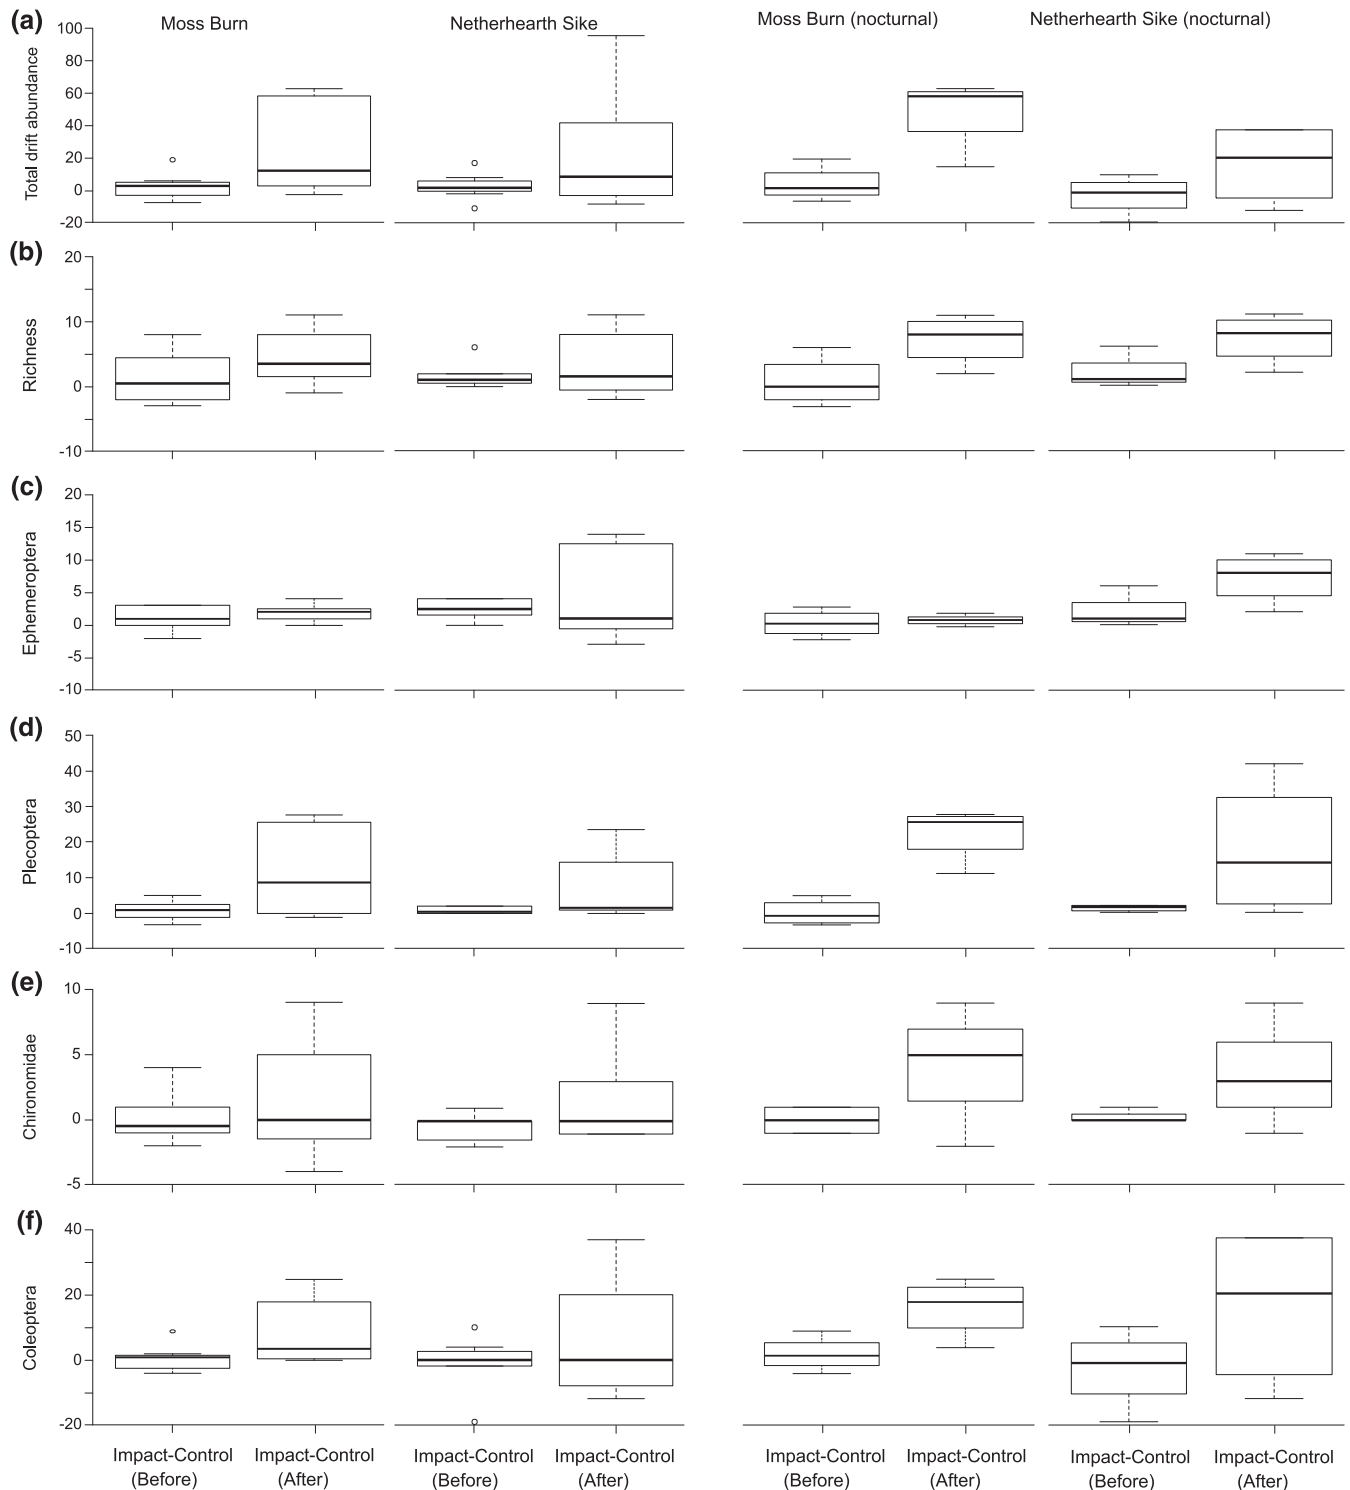 (a)
Moss Burn
Netherhearth Sike
Moss Burn (nocturnal)
Netherhearth Sike (nocturnal)
Total drift abundance
100
80
60
40
20
0
-20
(b)
Richness
20
10
0
-10
(c)
Ephemeroptera
20
15
10
5
0
-5
-10
(d)
Plecoptera
50
40
30
20
10
0
-10
(e)
Chironomidae
10
5
0
-5
(f)
Coleoptera
40
20
0
-20
Impact-Control
(Before)
Impact-Control
(After)
Impact-Control
(Before)
Impact-Control
(After)
Impact-Control
(Before)
Impact-Control
(After)
Impact-Control
(Before)
Impact-Control
(After)